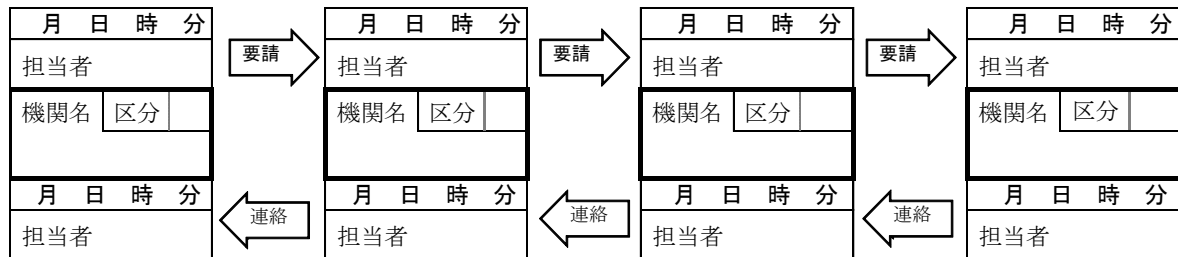 月 日 時 分 月 日 時 分 月 日 時 分 月 日 時 分
担当者 要請 担当者 要請 担当者 要請 担当者
機関名 区分 機関名 区分 機関名 区分 機関名 区分
月 日 時 分 月 日 時 分 月 日 時 分 月 日 時 分
担当者 連絡 担当者 連絡 担当者 連絡 担当者